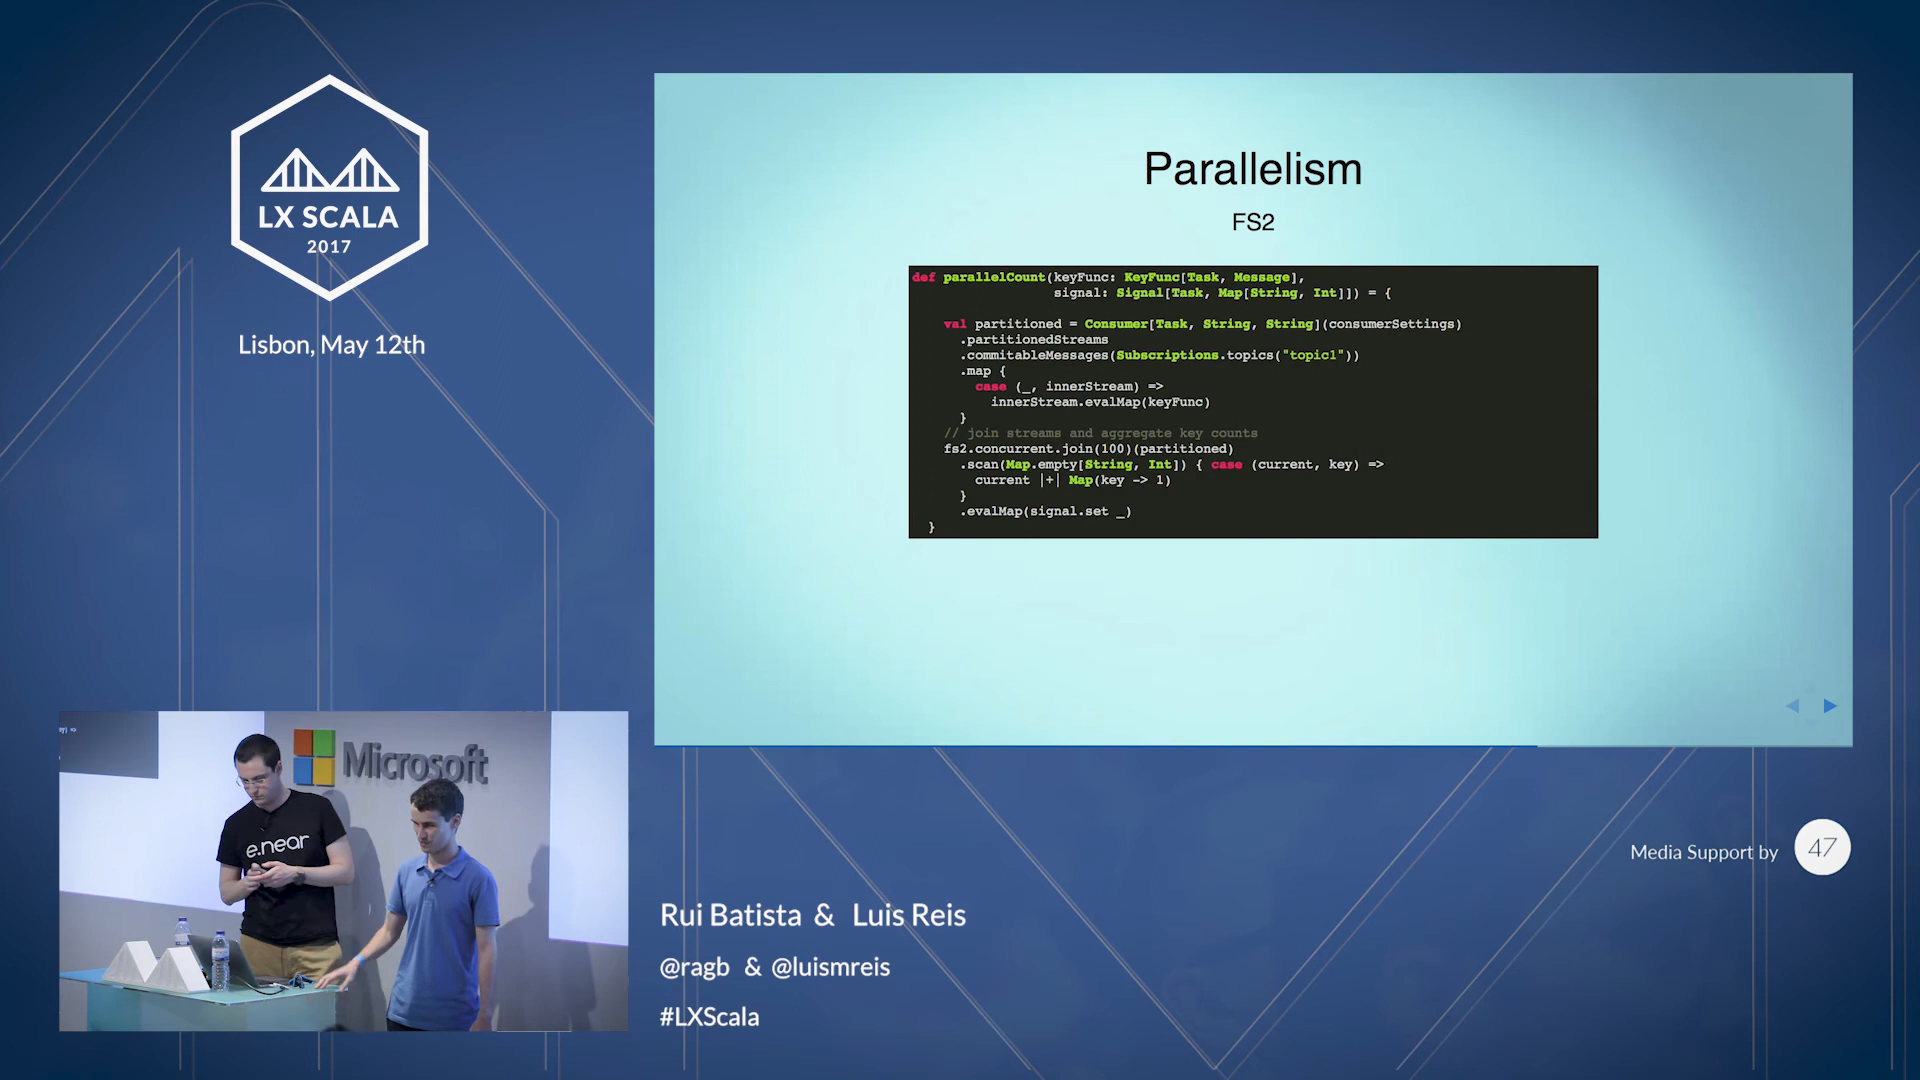 LX SCALA
2017
Lisbon, May 12th
Parallelism
FS2
def parallelCount(keyFunc: KeyFunc[Task, Message],
signal: Signal[Task, Map[String, Int]]) = {
val partitioned = Consumer[Task, String, String](consumerSettings)
.partitionedStreams
.commitableMessages(Subscriptions.topics("topic1"))
.map {
case (_, innerStream) =>
innerStream.evalMap(keyFunc)
}
// join streams and aggregate key counts
fs2.concurrent.join(100)(partitioned)
.scan(Map.empty[String, Int]) { case (current, key) =>
current |+| Map(key -> 1)
}
.evalMap(signal.set _)
}
Microsoft
e.near
Media Support by
47
Rui Batista & Luis Reis
@ragb & @luismreis
#LXScala